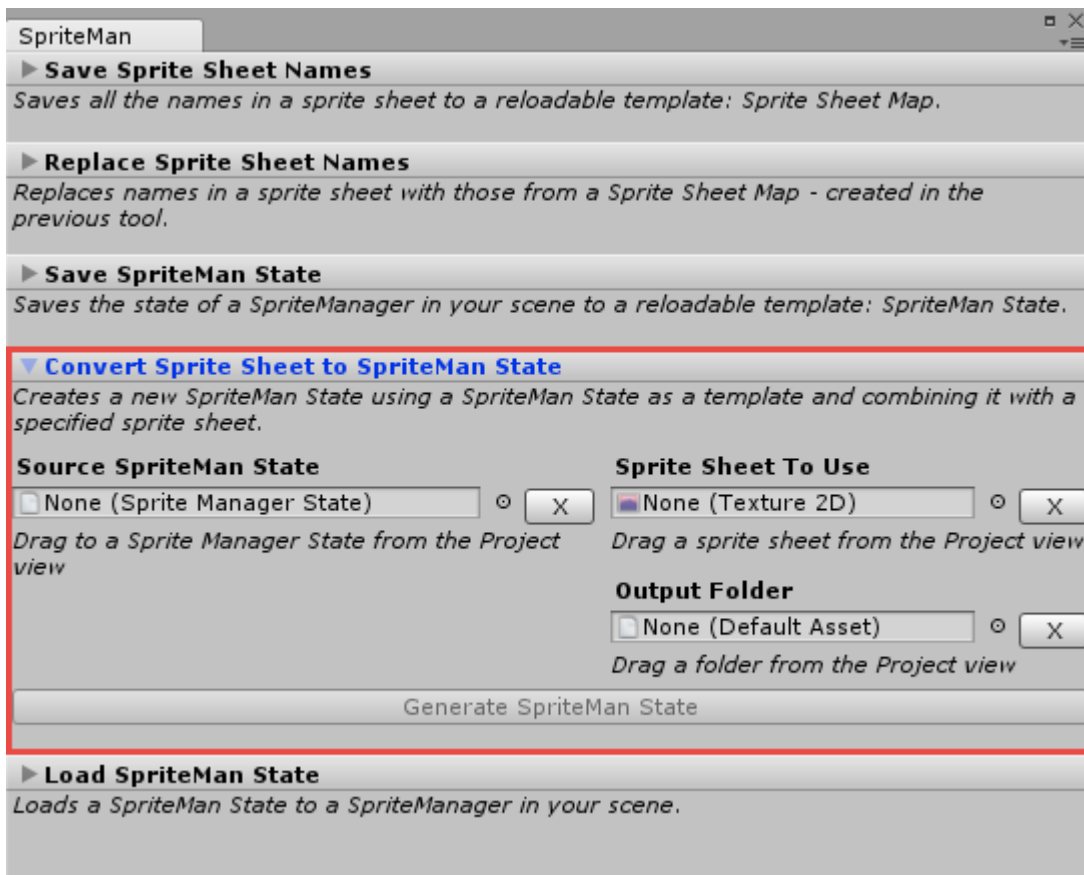 SpriteMan
Save Sprite Sheet Names
Saves all the names in a sprite sheet to a reloadable template: Sprite Sheet Map.
Replace Sprite Sheet Names
Replaces names in a sprite sheet with those from a Sprite Sheet Map - created in the
previous tool.
Save SpriteMan State
Saves the state of a SpriteManager in your scene to a reloadable template: SpriteMan State.
Convert Sprite Sheet to SpriteMan State
Creates a new SpriteMan State using a SpriteMan State as a template and combining it with a
specified sprite sheet.
Source SpriteMan State
None (Sprite Manager State)
X
Drag to a Sprite Manager State from the Project
view
Sprite Sheet To Use
None (Texture 2D)
X
Drag a sprite sheet from the Project view
Output Folder
None (Default Asset)
X
Drag a folder from the Project view
Generate SpriteMan State
Load SpriteMan State
Loads a SpriteMan State to a SpriteManager in your scene.